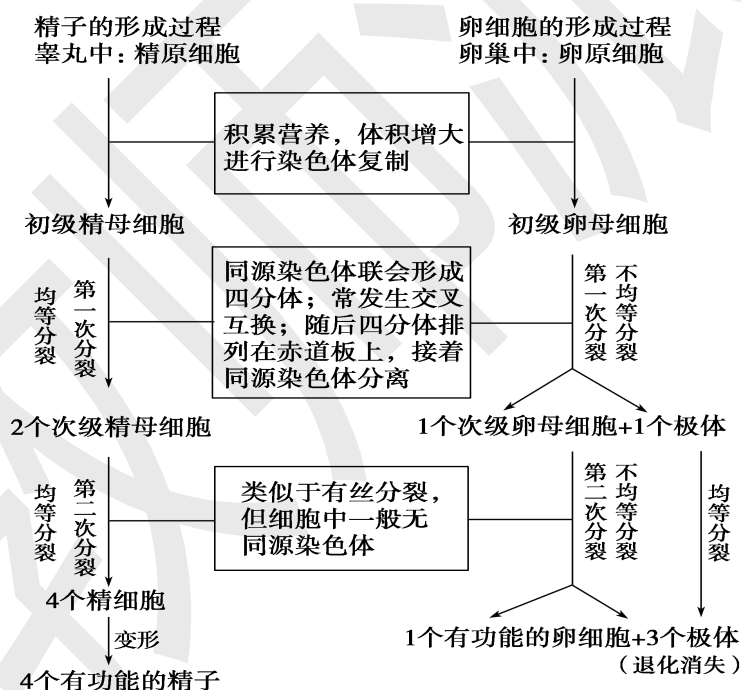 精子的形成过程
睾丸中：精原细胞
卵细胞的形成过程
卵巢中：卵原细胞
积累营养，体积增大
进行染色体复制
初级精母细胞
初级卵母细胞
均等分裂
第一次分裂
同源染色体联会形成
四分体；常发生交叉
互换；随后四分体排
列在赤道板上，接着
同源染色体分离
第一次分裂
不均等分裂
2个次级精母细胞
1个次级卵母细胞+1个极体
均等分裂
第二次分裂
类似于有丝分裂，
但细胞中一般无
同源染色体
第二次分裂
不均等分裂
均等分裂
4个精细胞
变形
4个有功能的精子
1个有功能的卵细胞+3个极体
（退化消失）